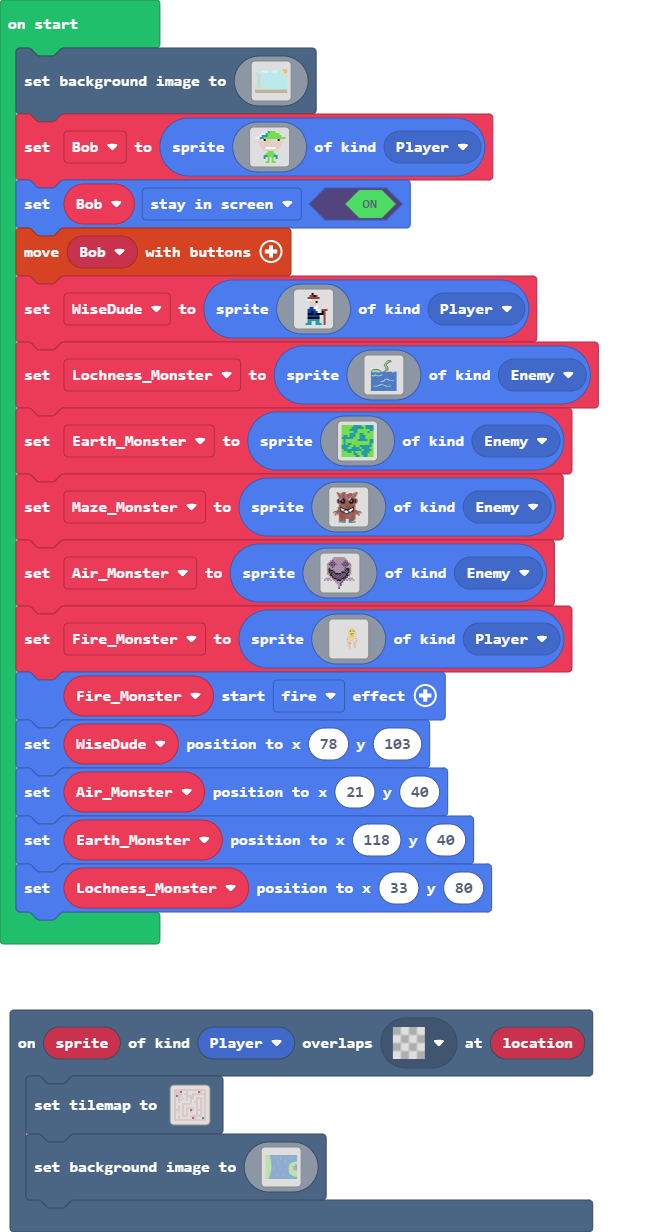 on start
set background image to
set Bob to sprite of kind Player
set Bob stay in screen ON
move Bob with buttons
set WiseDude to sprite of kind Player
set Lochness_Monster to sprite of kind Enemy
set Earth_Monster to sprite of kind Enemy
set Maze_Monster to sprite of kind Enemy
set Air_Monster to sprite of kind Enemy
set Fire_Monster to sprite of kind Player
Fire_Monster start fire effect
set WiseDude position to x 78 y 103
set Air_Monster position to x 21 y 40
set Earth_Monster position to x 118 y 40
set Lochness_Monster position to x 33 y 80
on sprite of kind Player overlaps at location
set tilemap to
set background image to